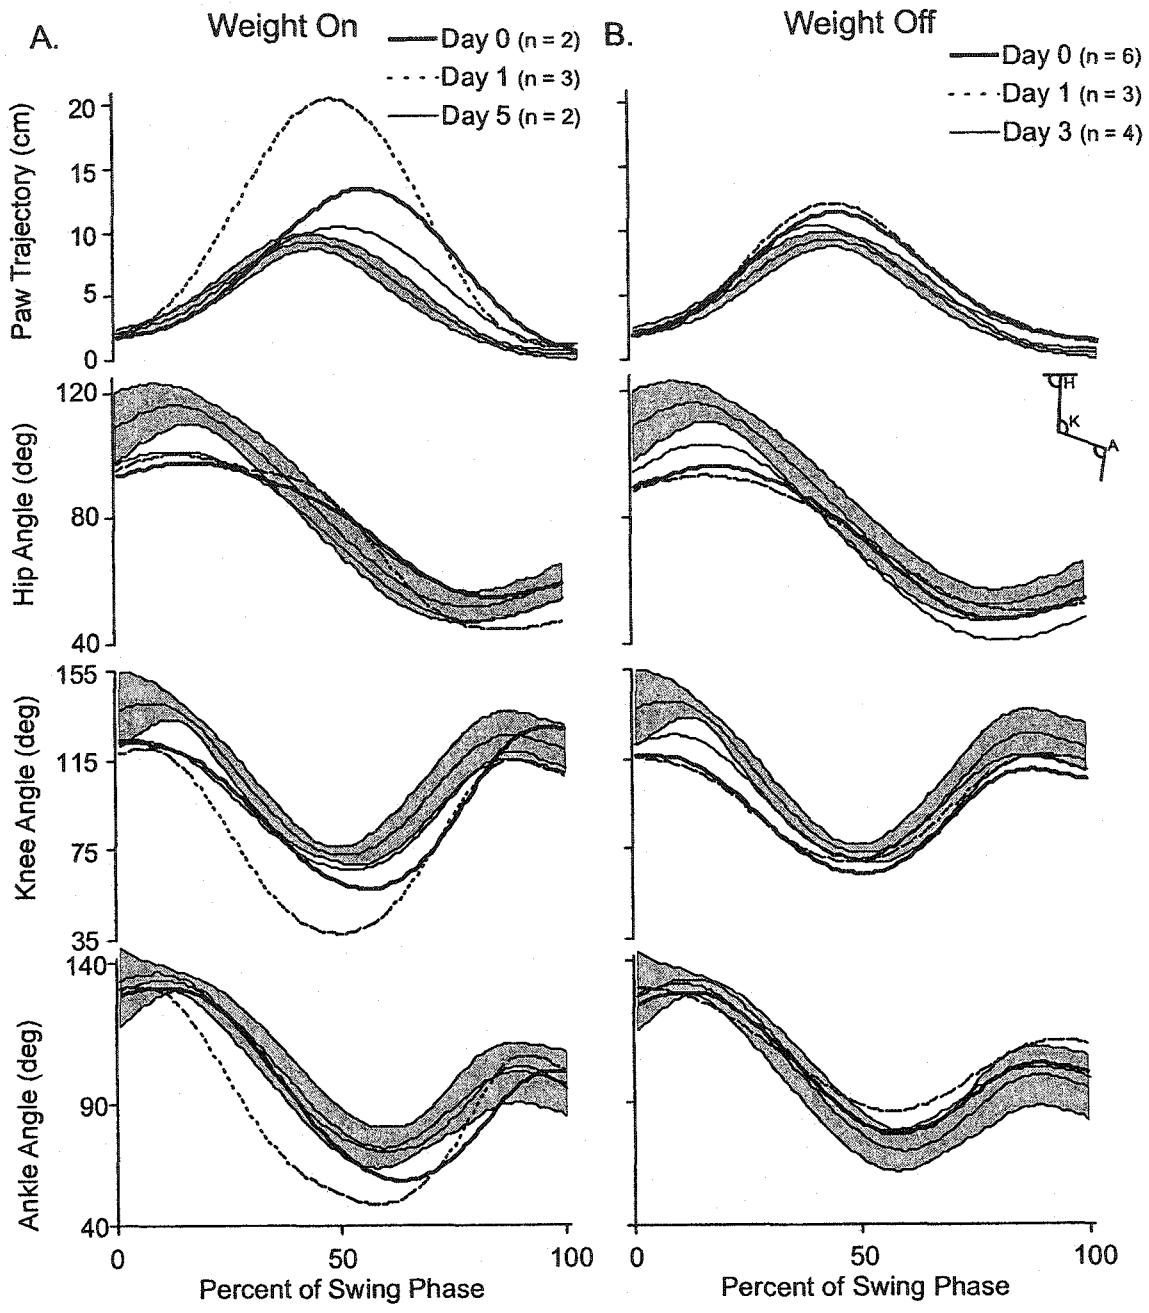 A.
Weight On
Day 0 (n = 2)
Day 1 (n = 3)
Day 5 (n = 2)
B.
Weight Off
Day 0 (n = 6)
Day 1 (n = 3)
Day 3 (n = 4)
Paw Trajectory (cm)
20
15
10
5
0
Hip Angle (deg)
120
80
40
H
K
A
Knee Angle (deg)
155
115
75
35
Ankle Angle (deg)
140
90
40
0 50 100
Percent of Swing Phase
0 50 100
Percent of Swing Phase